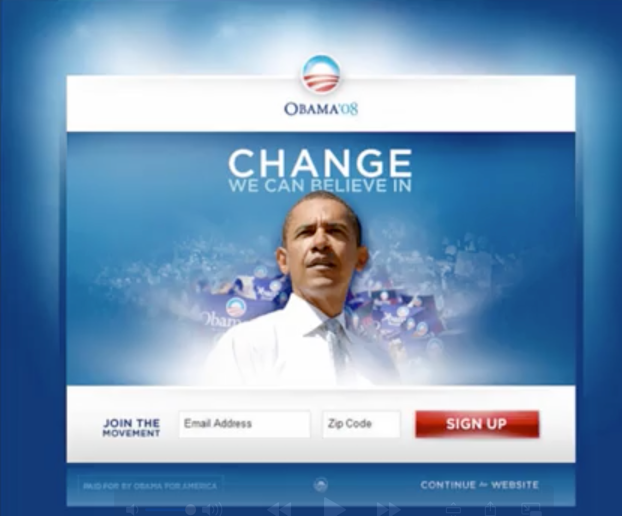 OBAMA'08
CHANGE
WE CAN BELIEVE IN
Obama
JOIN THE
MOVEMENT
Email Address
Zip Code
SIGN UP
PAID FOR BY OBAMA FOR AMERICA
CONTINUE to WEBSITE